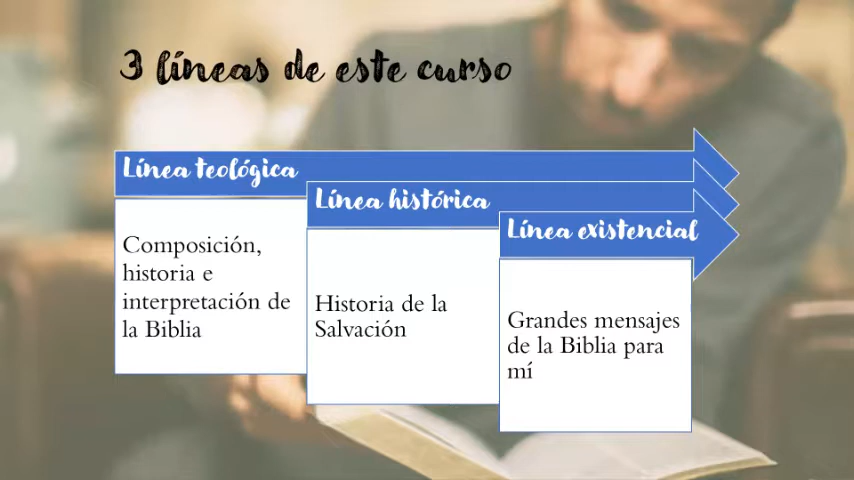 3 líneas de este curso
Línea teológica
Composición,
historia e
interpretación de
la Biblia
Línea histórica
Historia de la
Salvación
Línea existencial
Grandes mensajes
de la Biblia para
mí